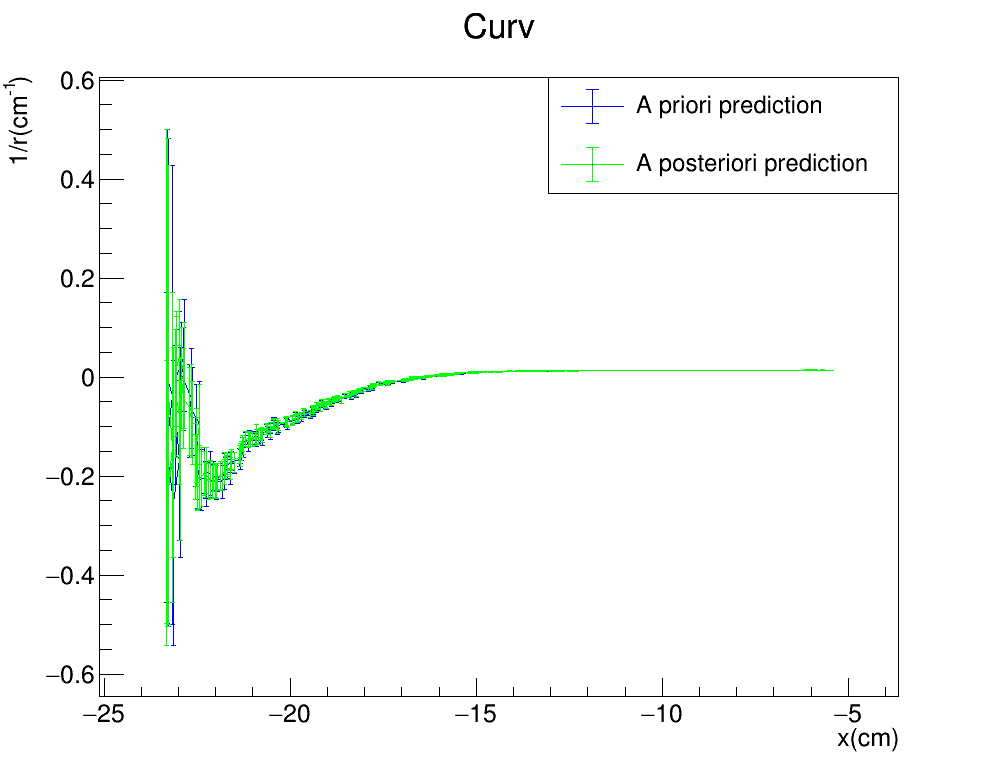 Curv
1/r(cm⁻¹)
A priori prediction
A posteriori prediction
0.6
0.4
0.2
0
−0.2
−0.4
−0.6
−25 −20 −15 −10 −5
x(cm)